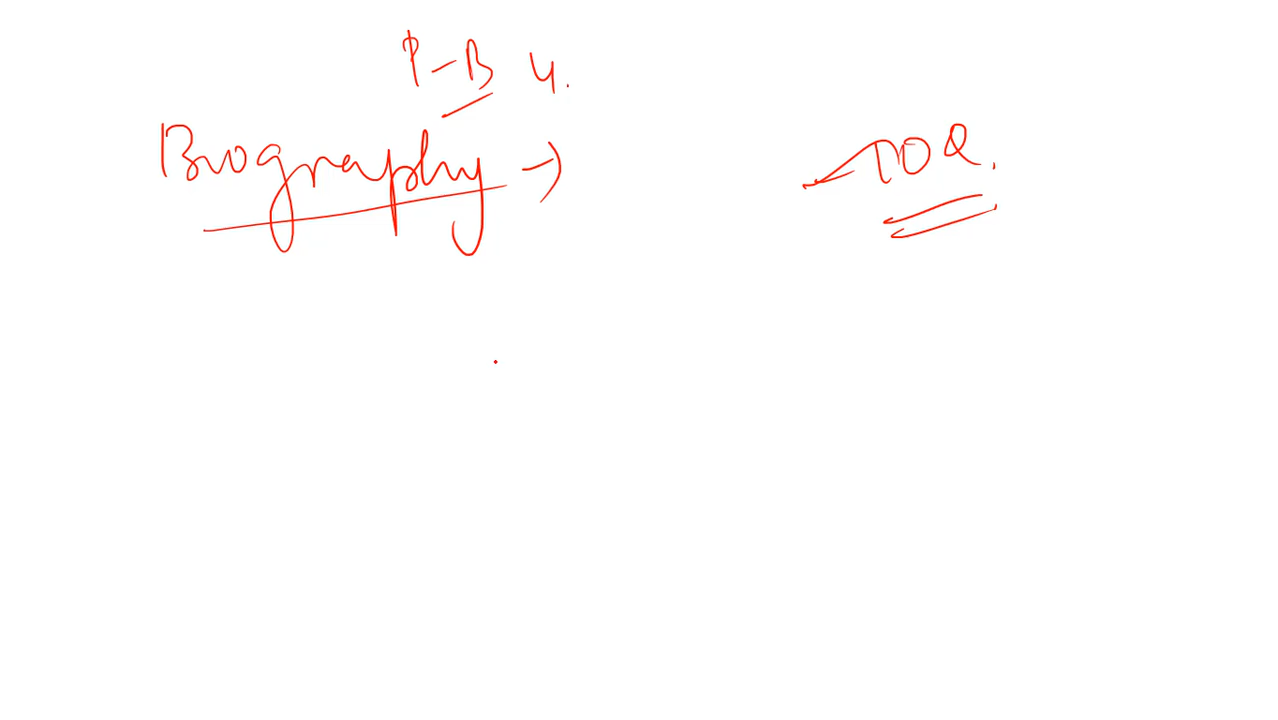 P-B 4.
Biography →
TOQ.